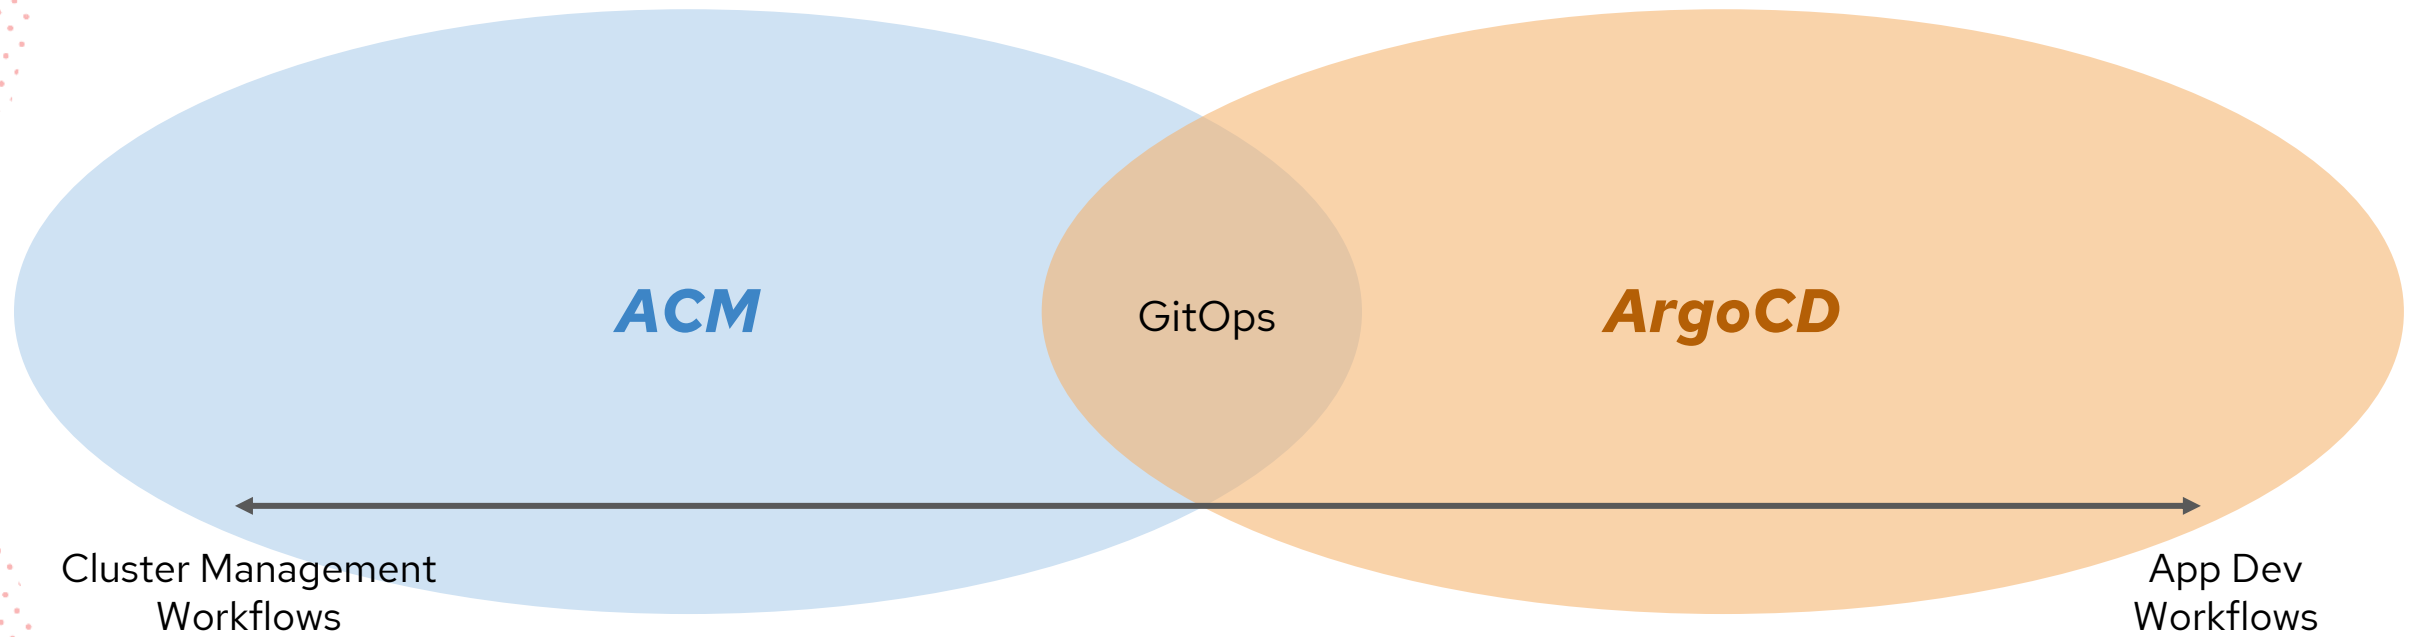 ACM
GitOps
ArgoCD
Cluster Management
Workflows
App Dev
Workflows